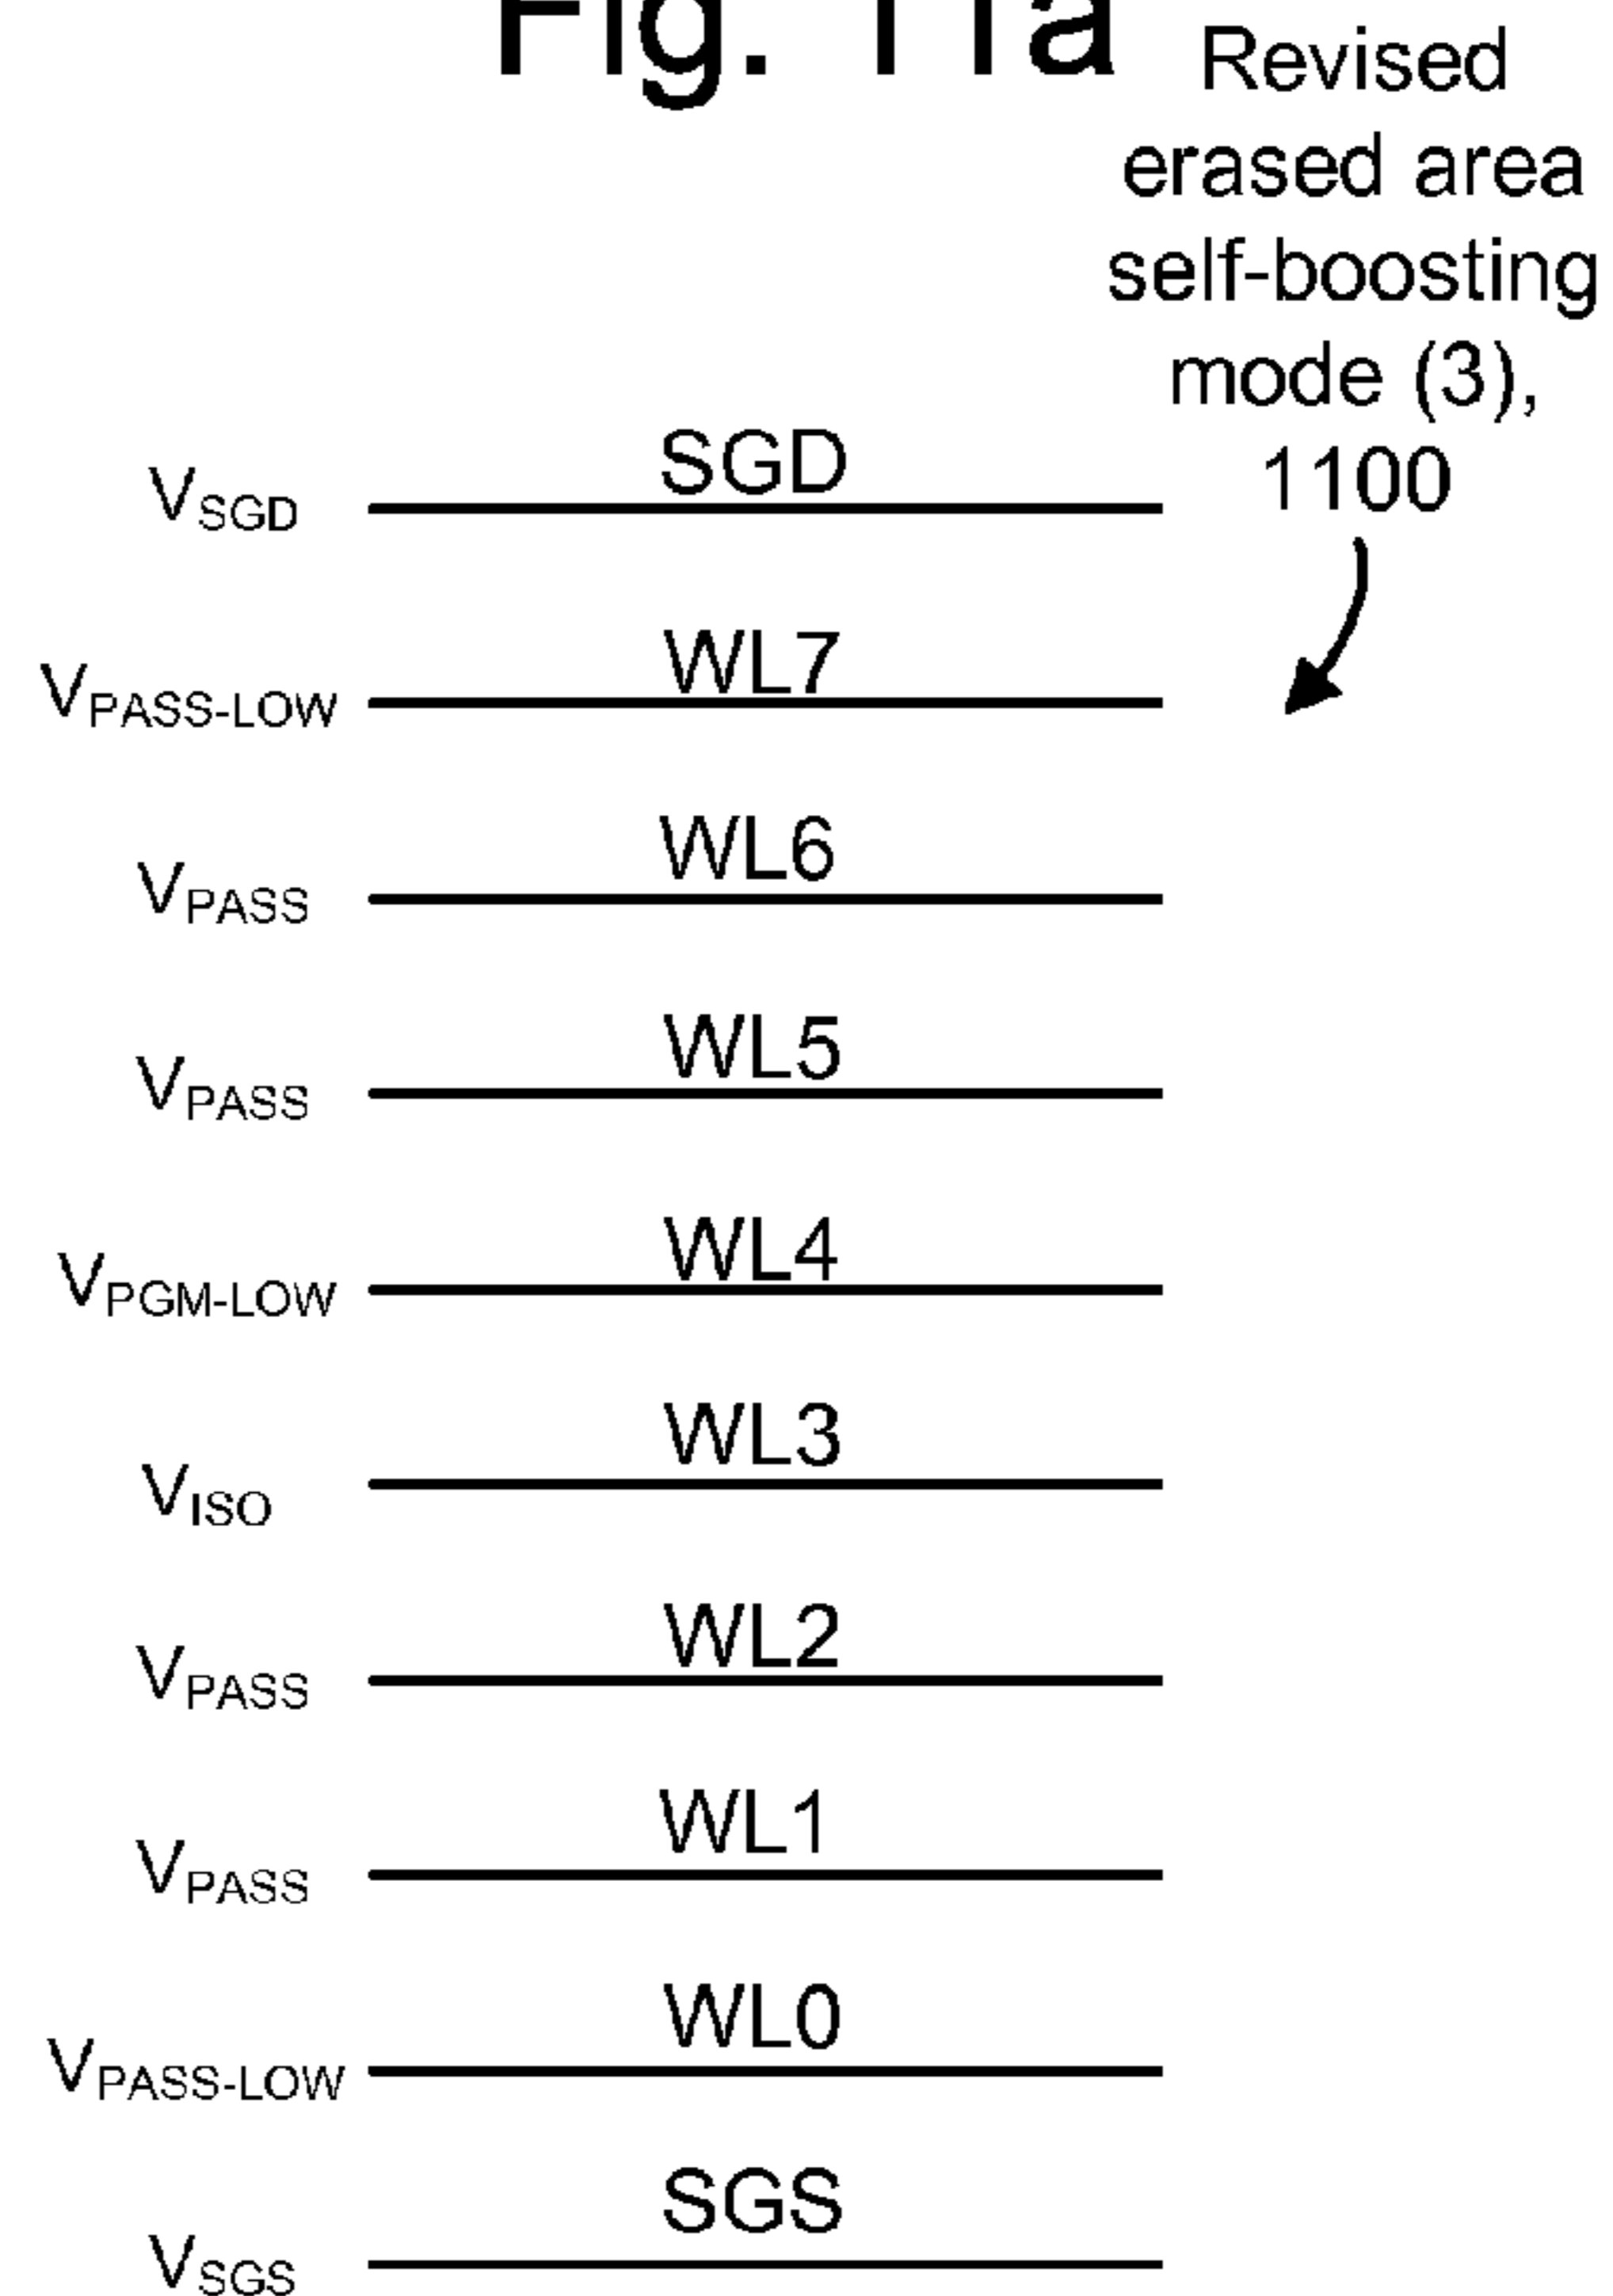 Fig. 11a
Revised
erased area
self-boosting
mode (3),
1100
SGD
VSGD
WL7
VPASS-LOW
WL6
VPASS
WL5
VPASS
WL4
VPGM-LOW
WL3
VISO
WL2
VPASS
WL1
VPASS
WL0
VPASS-LOW
SGS
VSGS